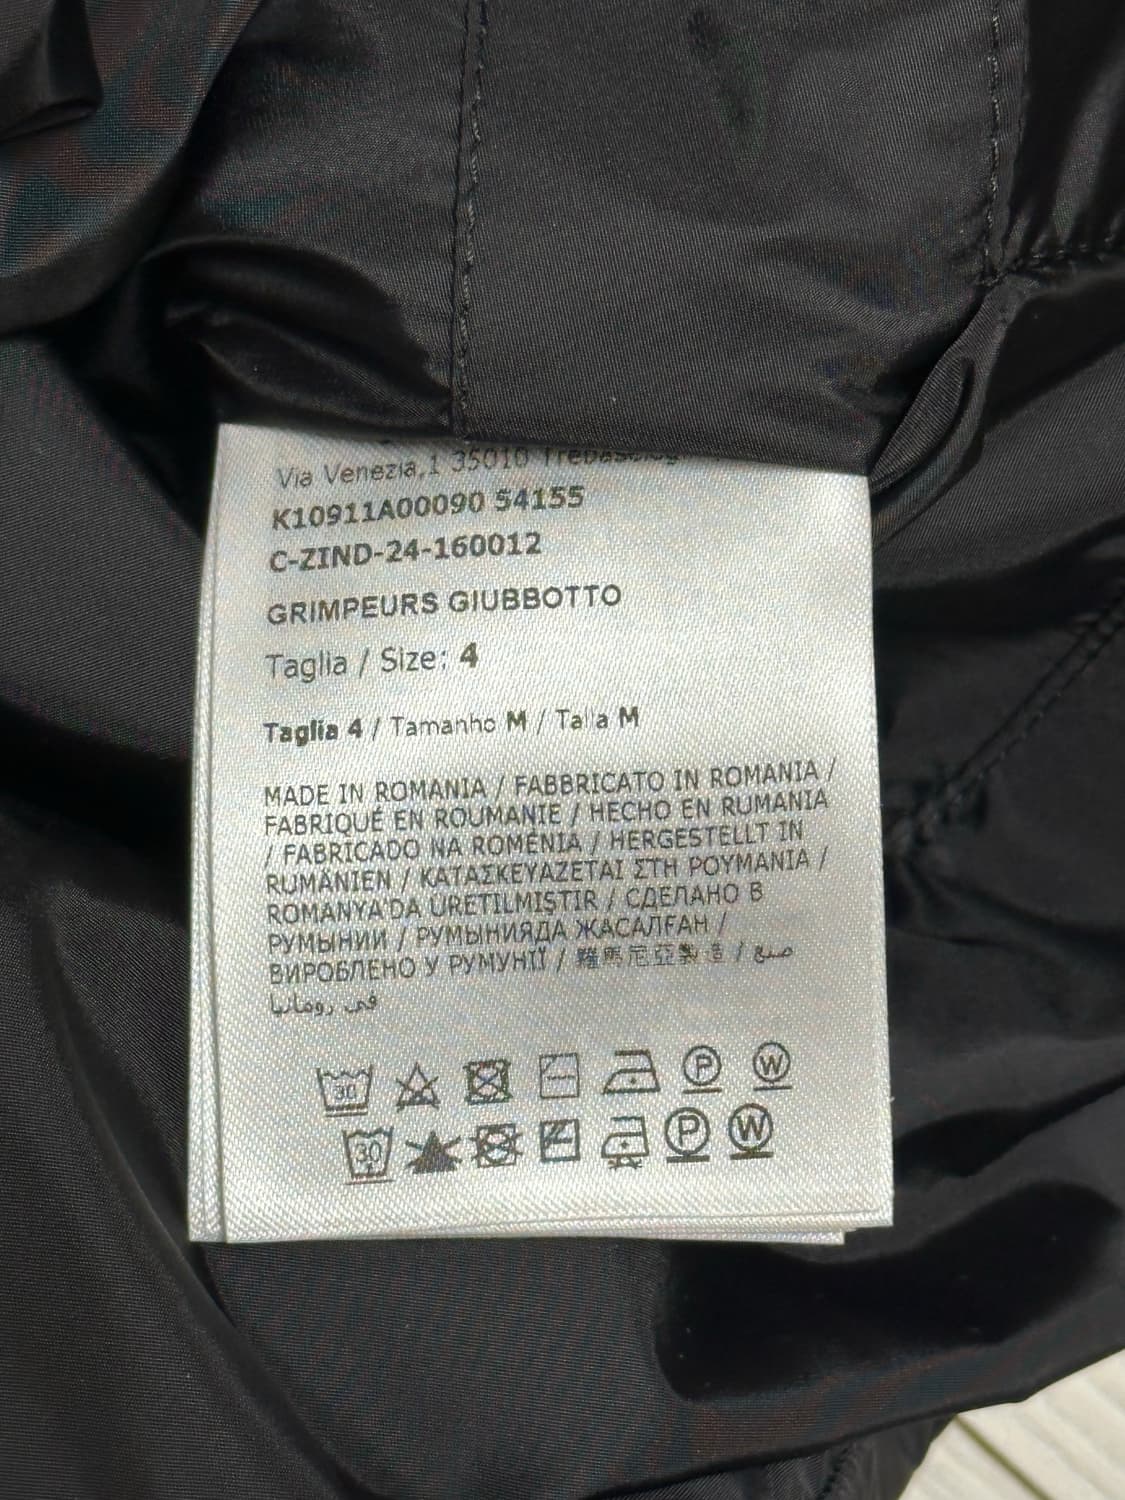 Via Venezia,1 35010
K10911A00090 54155
C-ZIND-24-160012
GRIMPEURS GIUBBOTTO
Taglia / Size: 4
Taglia 4 / Tamanho M / Talla M
MADE IN ROMANIA / FABBRICATO IN ROMANIA /
FABRIQUÉ EN ROUMANIE / HECHO EN RUMANIA
/ FABRICADO NA ROMÉNIA / HERGESTELLT IN
RUMÄNIEN / ΚΑΤΑΣΚΕΥΑΖΕΤΑΙ ΣΤΗ ΡΟΥΜΑΝΙΑ /
ROMANYA'DA ÜRETILMIŞTIR / СДЕЛАНО В
РУМЫНИИ / РУМЫНИЯДА ЖАСАЛҒАН /
ВИРОБЛЕНО У РУМУНІЇ / 羅馬尼亞製造 / صنع
في رومانيا
30 P W
30 P W